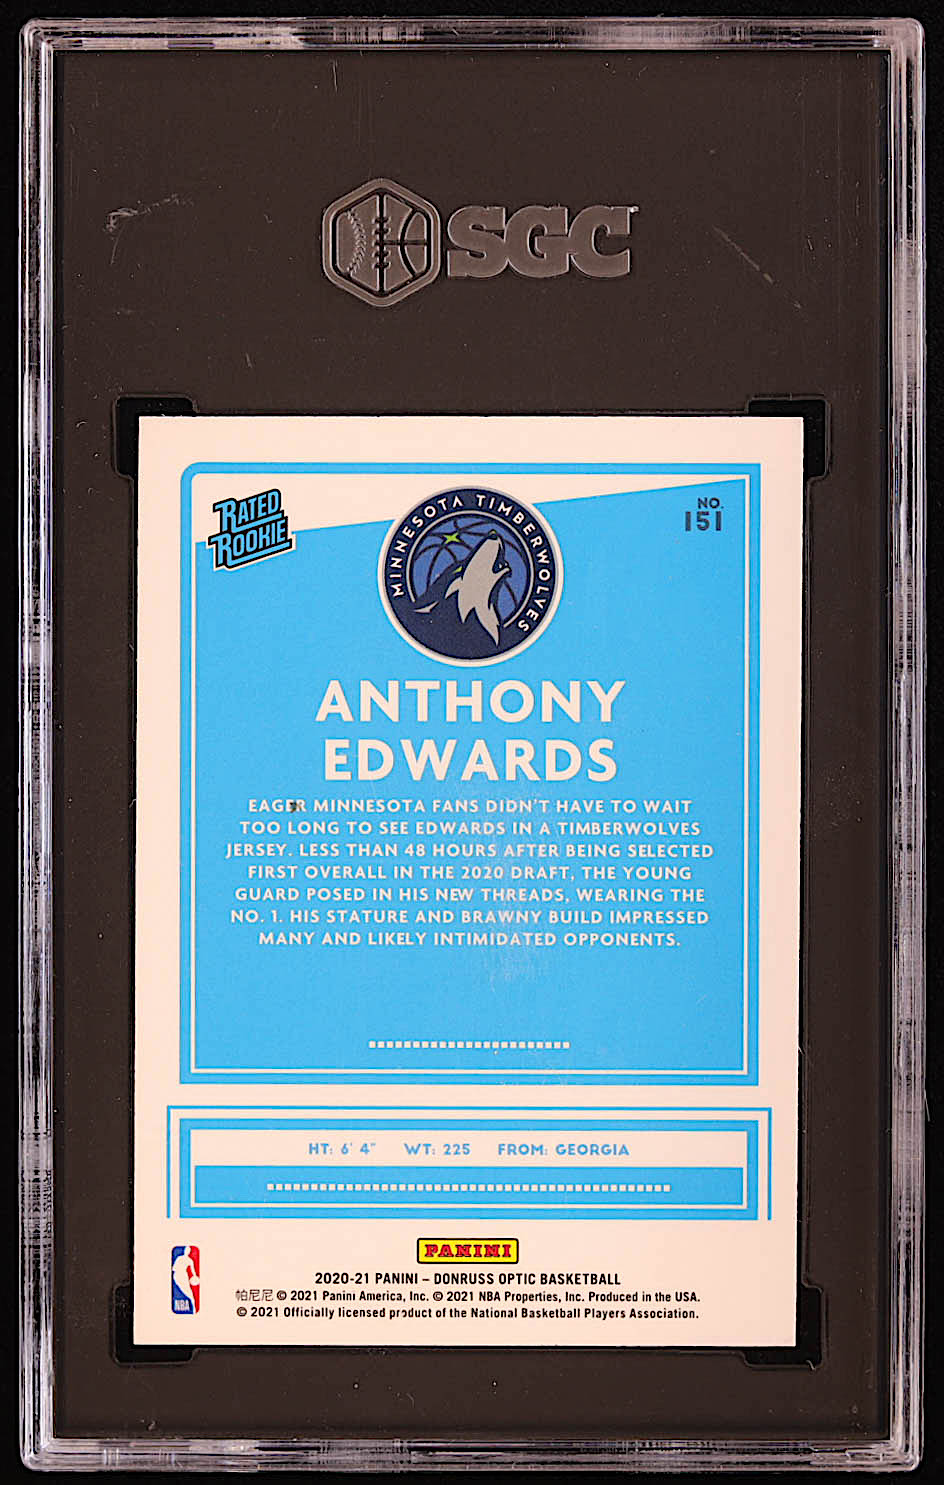 SGC
RATED
ROOKIE
MINNESOTA TIMBERWOLVES
NO.
151
ANTHONY
EDWARDS
EAGER MINNESOTA FANS DIDN'T HAVE TO WAIT
TOO LONG TO SEE EDWARDS IN A TIMBERWOLVES
JERSEY. LESS THAN 48 HOURS AFTER BEING SELECTED
FIRST OVERALL IN THE 2020 DRAFT, THE YOUNG
GUARD POSED IN HIS NEW THREADS, WEARING THE
NO. 1. HIS STATURE AND BRAWNY BUILD IMPRESSED
MANY AND LIKELY INTIMIDATED OPPONENTS.
HT: 6' 4" WT: 225 FROM: GEORGIA
PANINI
NBA
2020-21 PANINI – DONRUSS OPTIC BASKETBALL
帕尼尼 © 2021 Panini America, Inc. © 2021 NBA Properties, Inc. Produced in the USA.
© 2021 Officially licensed product of the National Basketball Players Association.